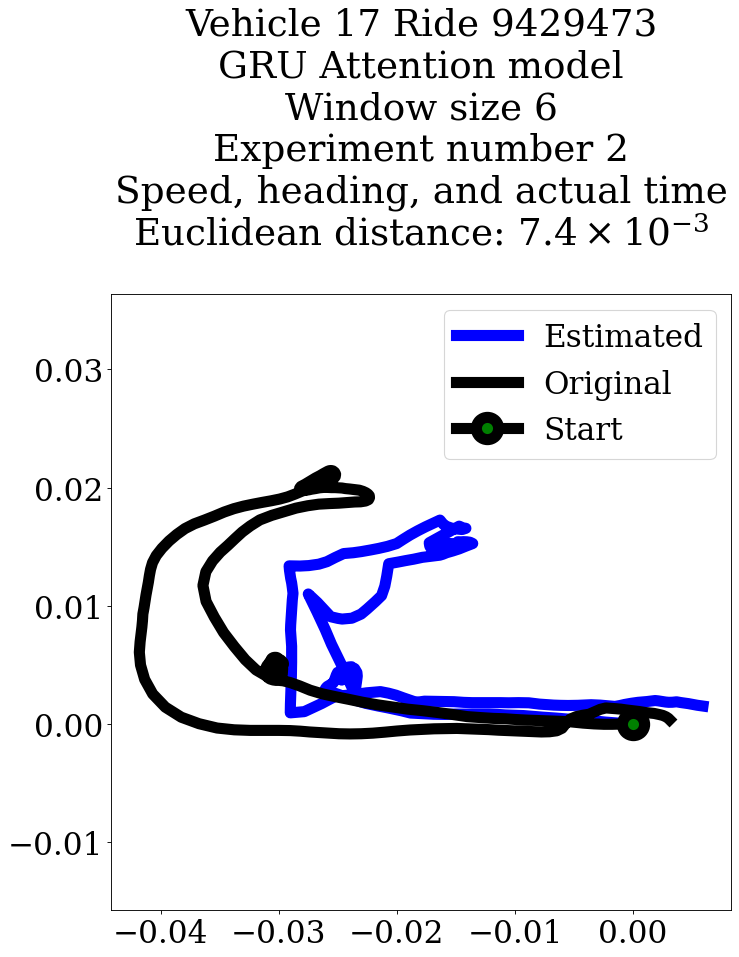 Vehicle 17 Ride 9429473
GRU Attention model
Window size 6
Experiment number 2
Speed, heading, and actual time
Euclidean distance: 7.4 × 10⁻³
Estimated
Original
Start
0.03
0.02
0.01
0.00
−0.01
−0.04 −0.03 −0.02 −0.01 0.00